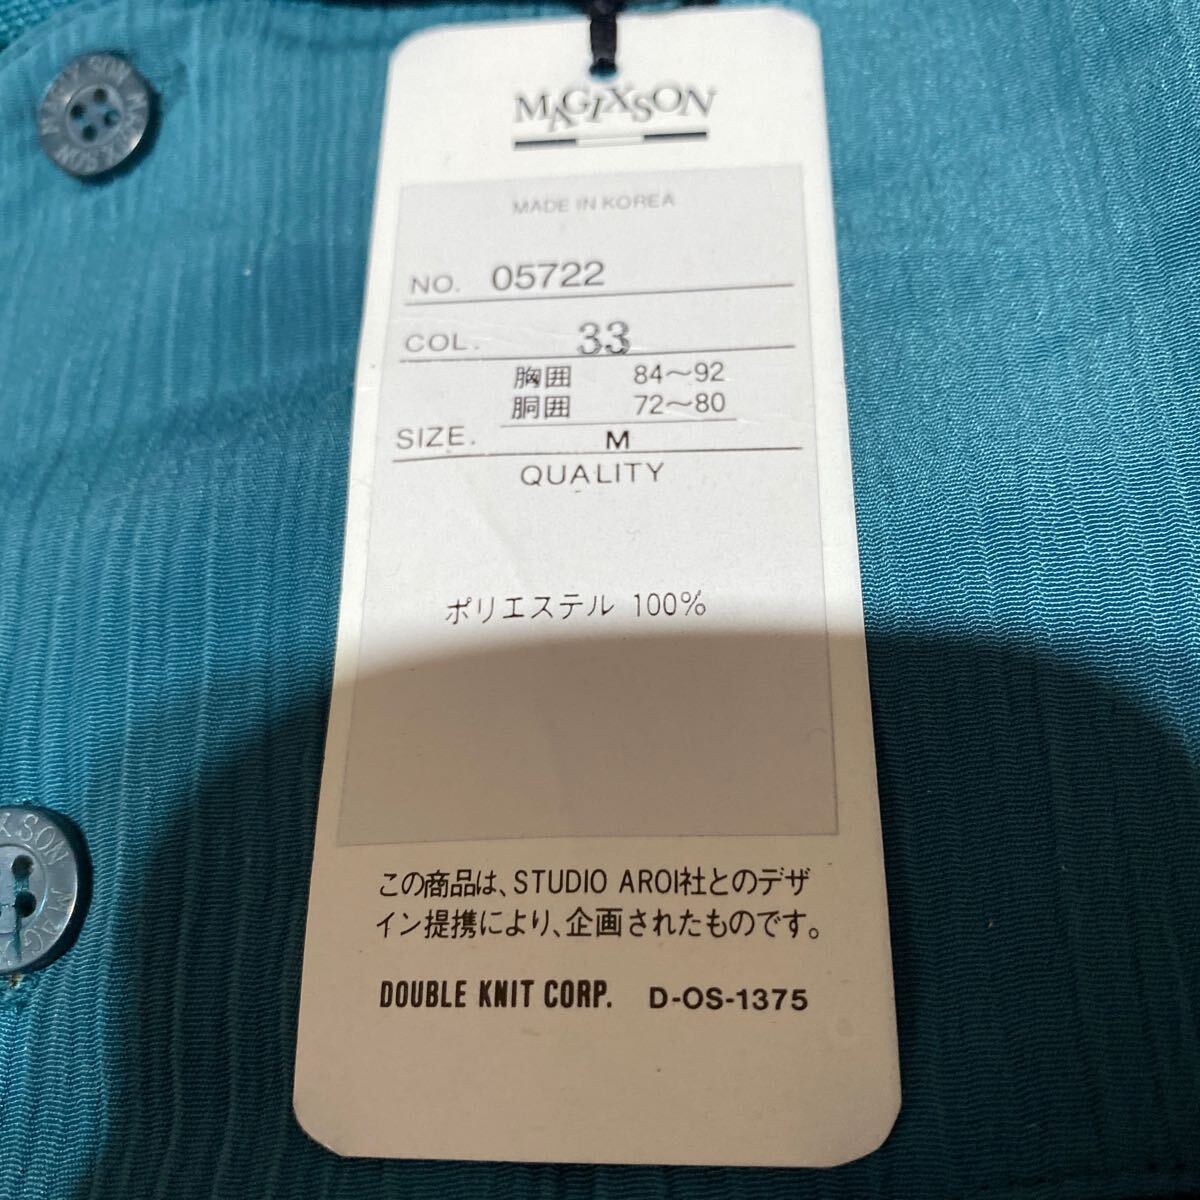 MAGIXSON
MADE IN KOREA
NO. 05722
COL. 33
胸囲 84～92
胴囲 72～80
SIZE. M
QUALITY
ポリエステル 100%
この商品は、STUDIO AROI社とのデザ
イン提携により、企画されたものです。
DOUBLE KNIT CORP. D-OS-1375